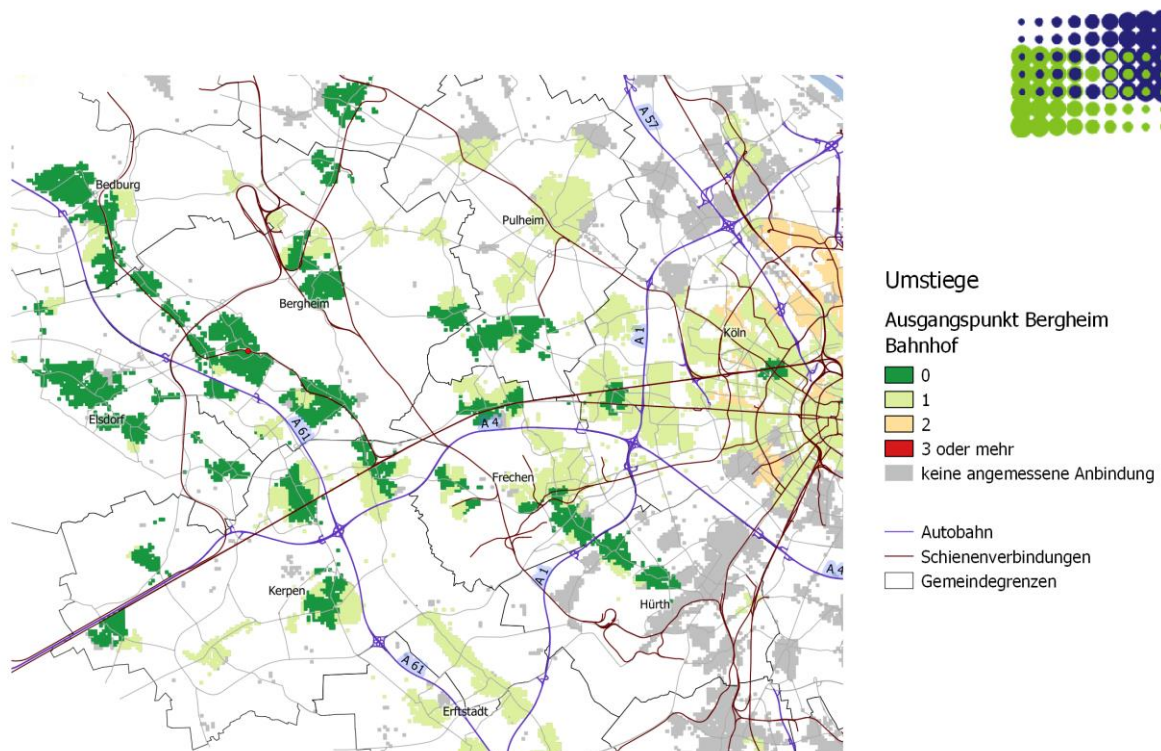 A 57
Bedburg
Pulheim
Bergheim
A 1
Köln
Elsdorf
A 61
A 4
Frechen
Kerpen
A 1
Hürth
A 4
A 61
Erftstadt
Umstiege
Ausgangspunkt Bergheim
Bahnhof
0
1
2
3 oder mehr
keine angemessene Anbindung
Autobahn
Schienenverbindungen
Gemeindegrenzen